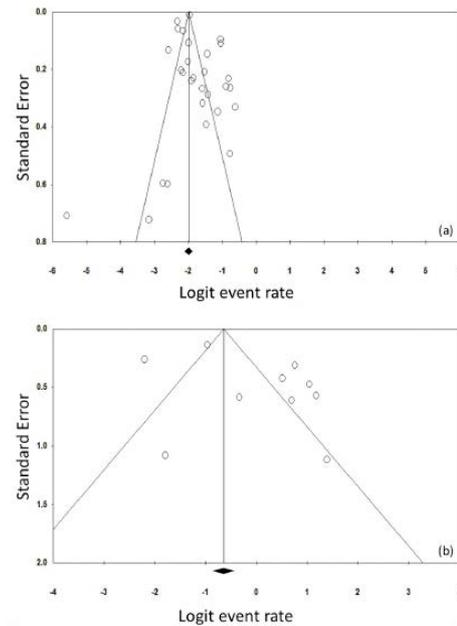 0.0
0.2
0.4
0.6
0.8
Standard Error
(a)
-6 -5 -4 -3 -2 -1 0 1 2 3 4 5
Logit event rate
0.0
0.5
1.0
1.5
2.0
Standard Error
(b)
-4 -3 -2 -1 0 1 2 3
Logit event rate